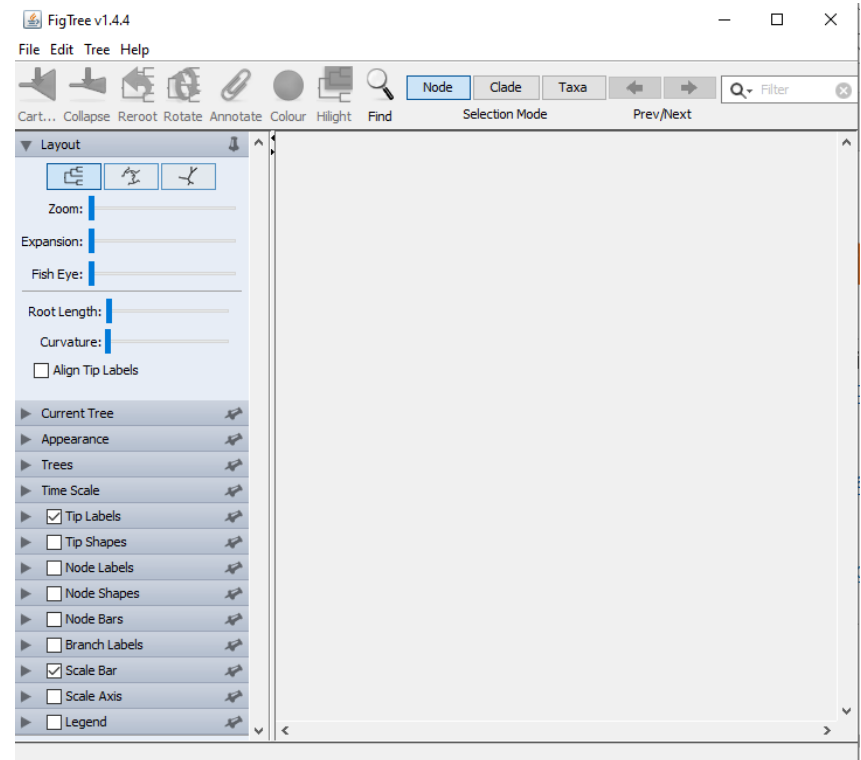 FigTree v1.4.4
File Edit Tree Help
Cart... Collapse Reroot Rotate Annotate Colour Hilight Find
Node Clade Taxa
Selection Mode
Prev/Next
Filter
Layout
Zoom:
Expansion:
Fish Eye:
Root Length:
Curvature:
Align Tip Labels
Current Tree
Appearance
Trees
Time Scale
Tip Labels
Tip Shapes
Node Labels
Node Shapes
Node Bars
Branch Labels
Scale Bar
Scale Axis
Legend